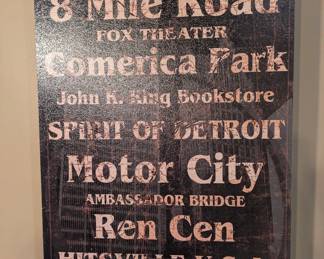 8 Mile Road
FOX THEATER
Comerica Park
John K. King Bookstore
SPIRIT OF DETROIT
Motor City
AMBASSADOR BRIDGE
Ren Cen
HITSVILLE U.S.A.